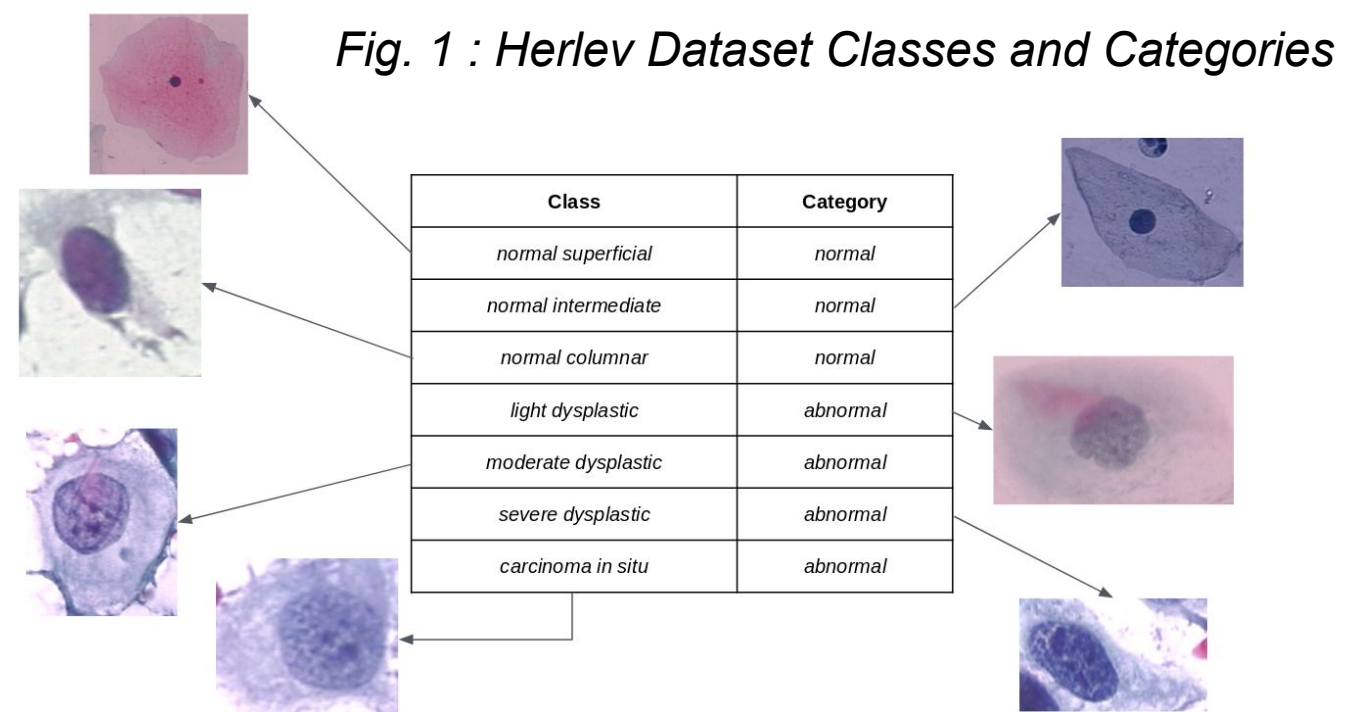 Fig. 1 : Herlev Dataset Classes and Categories
Class Category
normal superficial normal
normal intermediate normal
normal columnar normal
light dysplastic abnormal
moderate dysplastic abnormal
severe dysplastic abnormal
carcinoma in situ abnormal